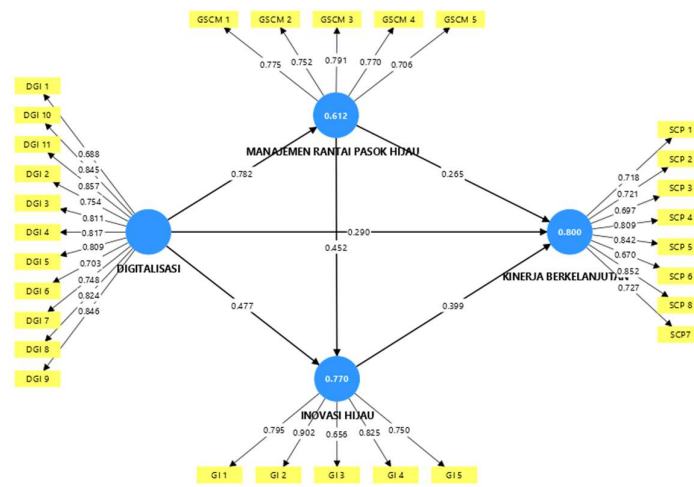 GSCM 1
GSCM 2
GSCM 3
GSCM 4
GSCM 5
0.775
0.752
0.791
0.770
0.706
0.612
MANAJEMEN RANTAI PASOK HIJAU
DGI 1
DGI 10
DGI 11
DGI 2
DGI 3
DGI 4
DGI 5
DGI 6
DGI 7
DGI 8
DGI 9
0.688
0.845
0.857
0.754
0.811
0.817
0.809
0.703
0.748
0.824
0.846
DIGITALISASI
0.782
0.265
0.290
0.452
0.477
0.399
0.800
KINERJA BERKELANJUTAN
0.718
0.721
0.697
0.809
0.842
0.670
0.852
0.727
SCP 1
SCP 2
SCP 3
SCP 4
SCP 5
SCP 6
SCP 8
SCP7
0.770
INOVASI HIJAU
0.795
0.902
0.656
0.825
0.750
GI 1
GI 2
GI 3
GI 4
GI 5